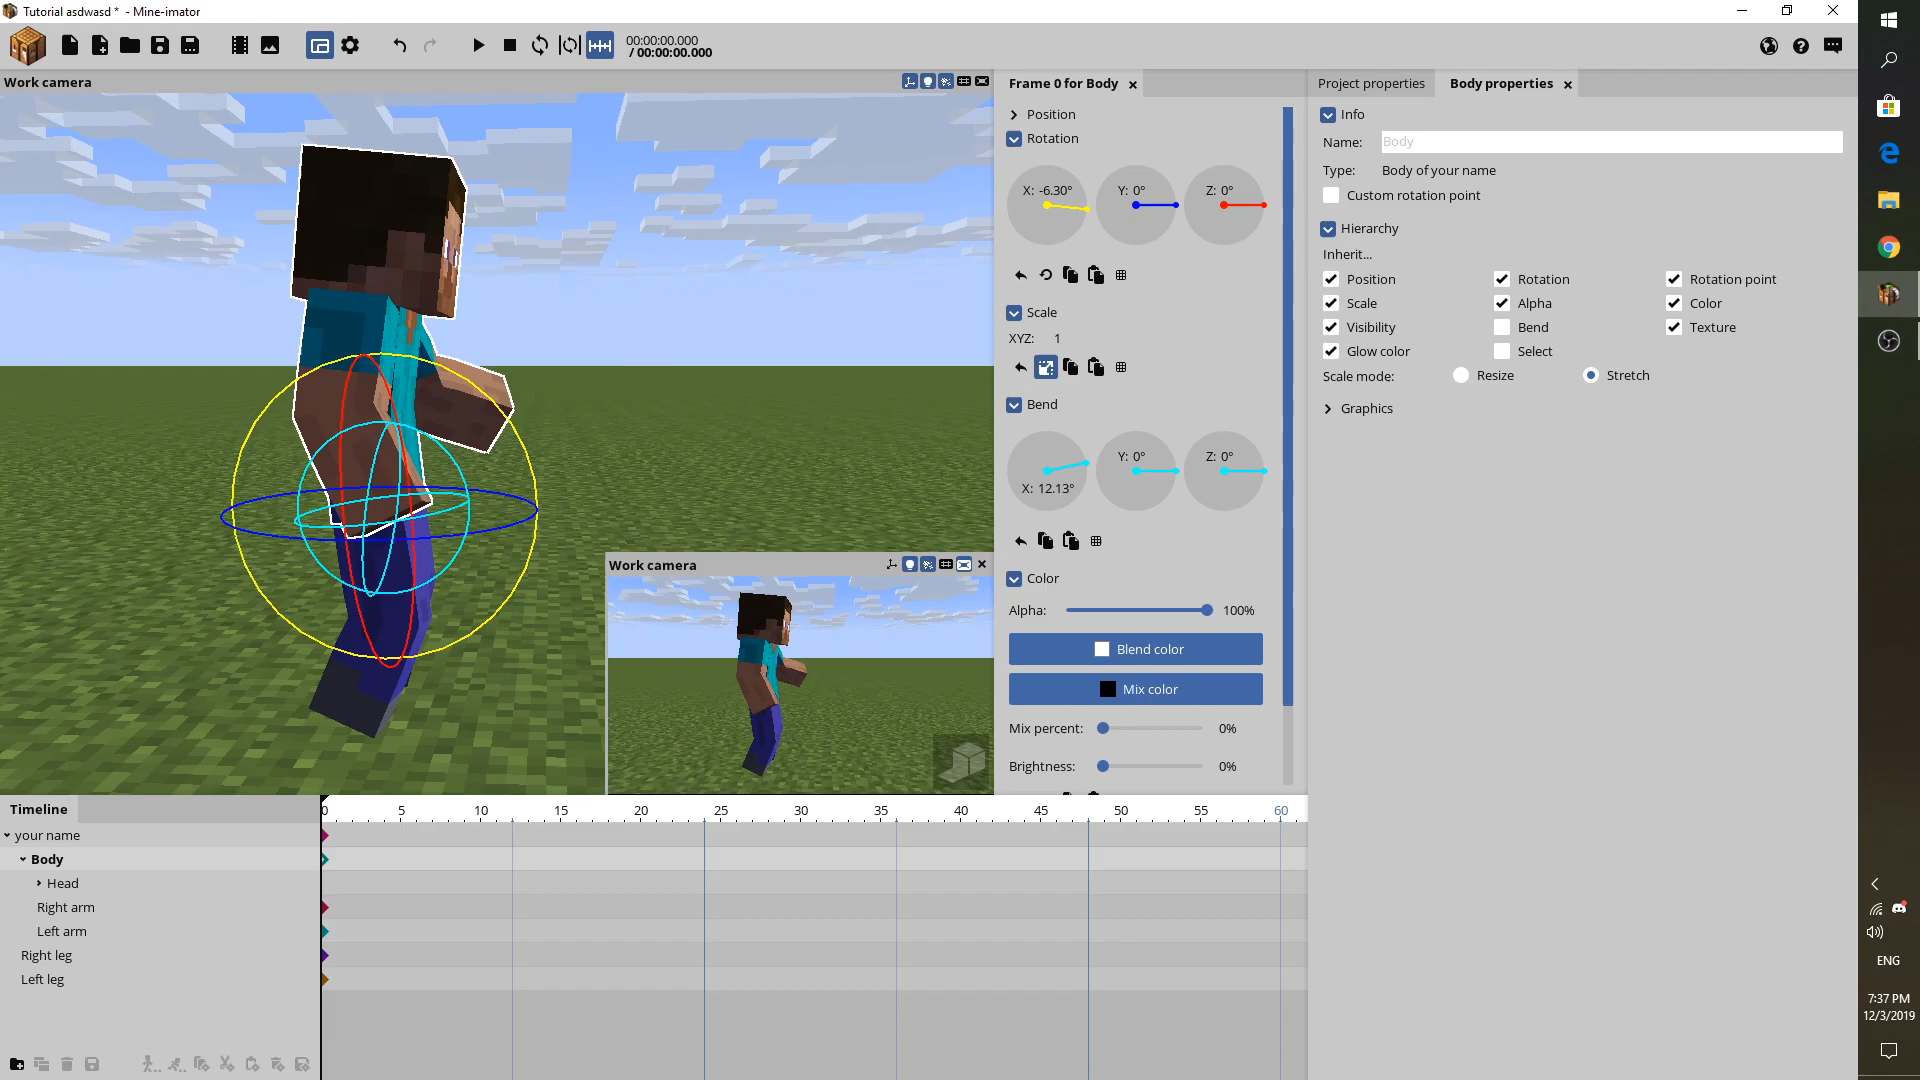 Tutorial asdwasd * - Mine-imator
00:00:00.000
/ 00:00:00.000
Work camera
Frame 0 for Body
Position
Rotation
X: -6.30° Y: 0° Z: 0°
Scale
XYZ: 1
Bend
Y: 0° Z: 0°
X: 12.13°
Color
Alpha: 100%
Blend color
Mix color
Mix percent: 0%
Brightness: 0%
Work camera
Project properties Body properties
Info
Name: Body
Type: Body of your name
Custom rotation point
Hierarchy
Inherit...
Position Rotation Rotation point
Scale Alpha Color
Visibility Bend Texture
Glow color Select
Scale mode: Resize Stretch
Graphics
Timeline
0 5 10 15 20 25 30 35 40 45 50 55 60
your name
Body
Head
Right arm
Left arm
Right leg
Left leg
ENG
7:37 PM
12/3/2019